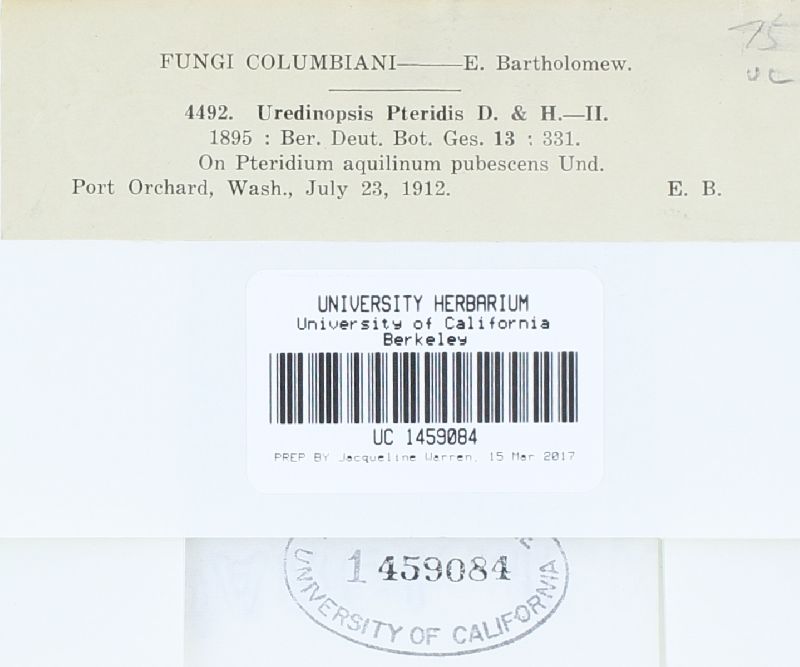 75
UC
FUNGI COLUMBIANI——E. Bartholomew.
4492. Uredinopsis Pteridis D. & H.—II.
1895 : Ber. Deut. Bot. Ges. 13 : 331.
On Pteridium aquilinum pubescens Und.
Port Orchard, Wash., July 23, 1912. E. B.
UNIVERSITY HERBARIUM
University of California
Berkeley
UC 1459084
PREP BY Jacqueline Warren, 15 Mar 2017
1459084
UNIVERSITY OF CALIFORNIA